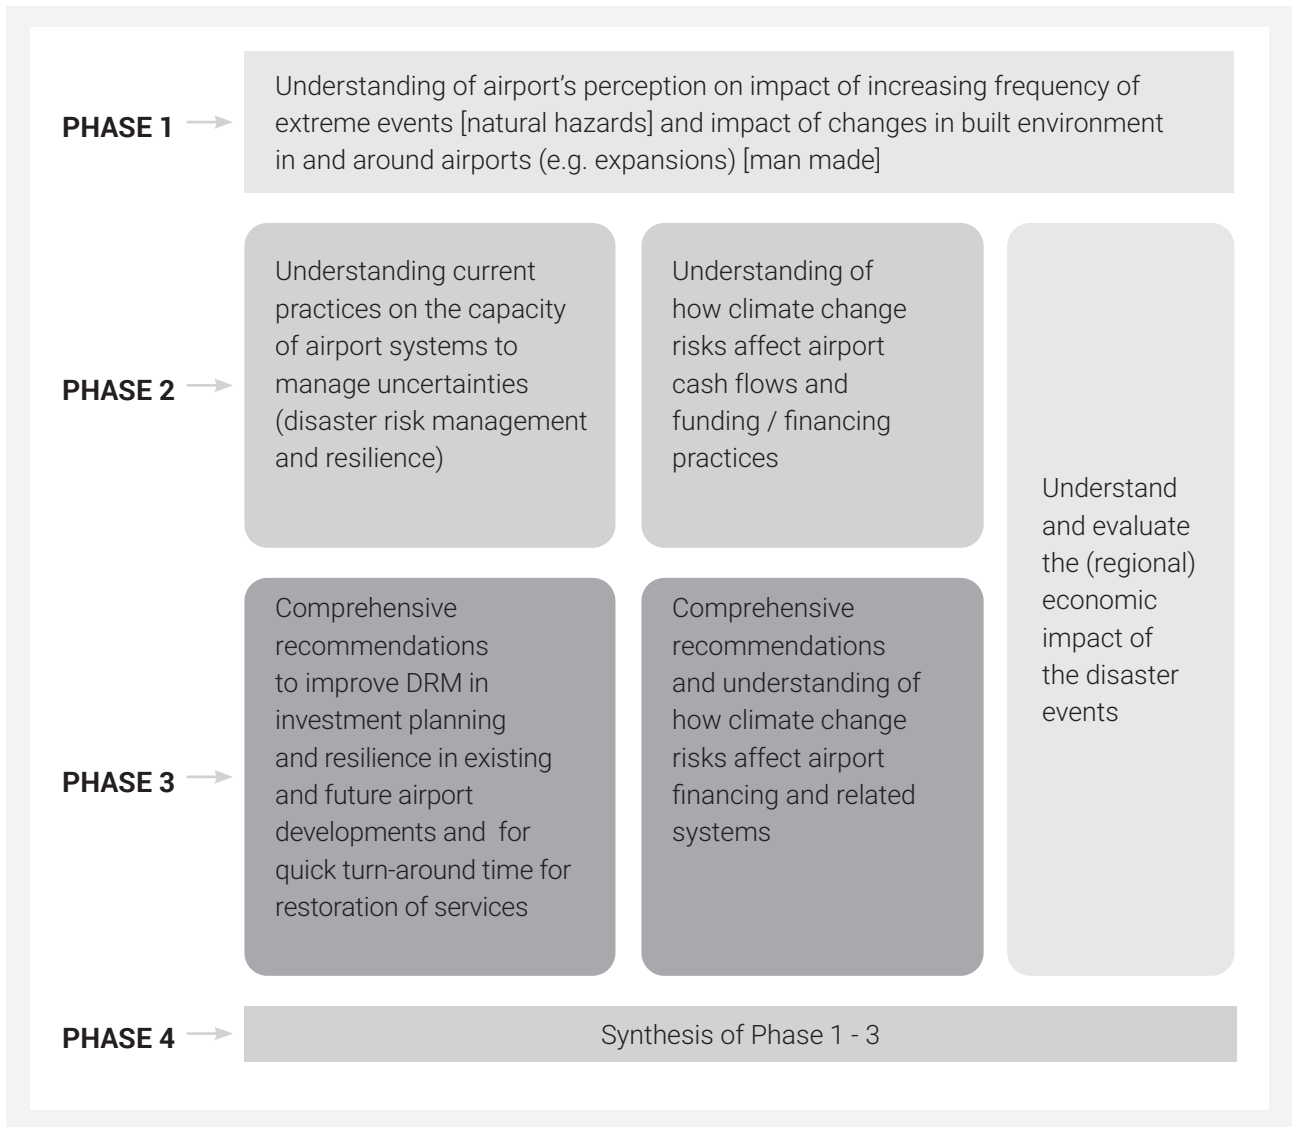 PHASE 1
Understanding of airport’s perception on impact of increasing frequency of
extreme events [natural hazards] and impact of changes in built environment
in and around airports (e.g. expansions) [man made]
PHASE 2
Understanding current
practices on the capacity
of airport systems to
manage uncertainties
(disaster risk management
and resilience)
Understanding of
how climate change
risks affect airport
cash flows and
funding / financing
practices
Understand
and evaluate
the (regional)
economic
impact of
the disaster
events
PHASE 3
Comprehensive
recommendations
to improve DRM in
investment planning
and resilience in existing
and future airport
developments and  for
quick turn-around time for
restoration of services
Comprehensive
recommendations
and understanding of
how climate change
risks affect airport
financing and related
systems
PHASE 4
Synthesis of Phase 1 - 3